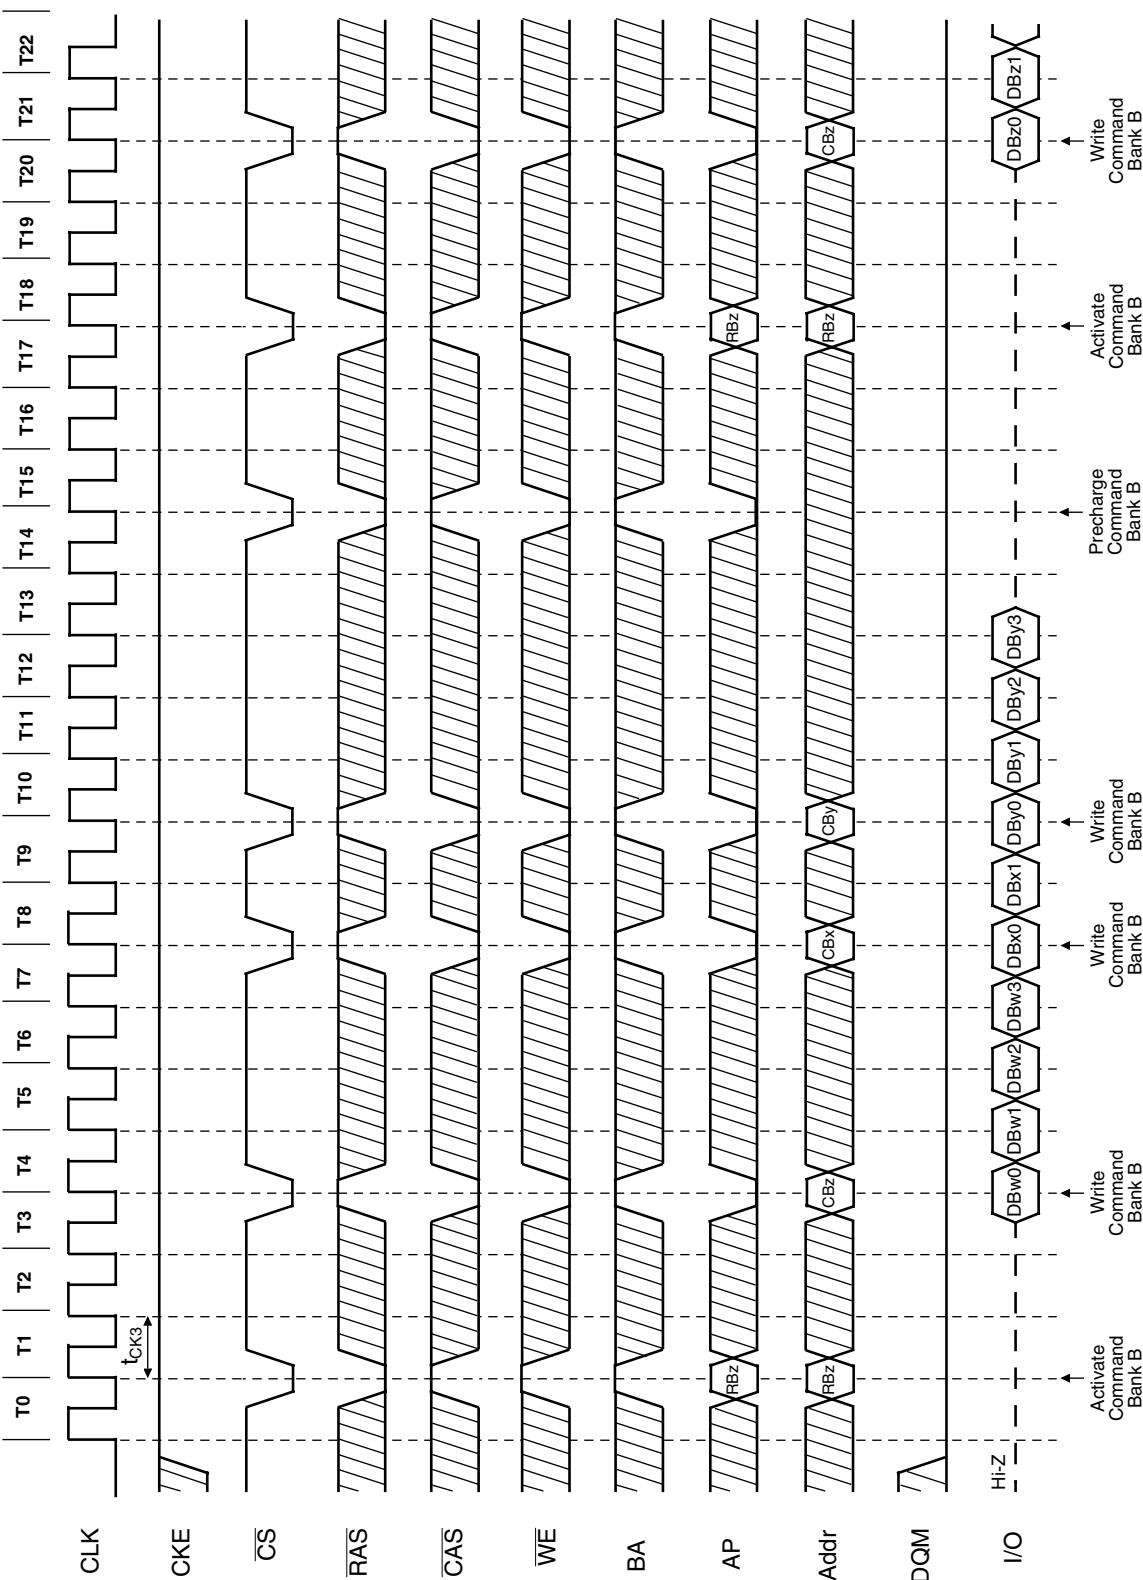 T0 T1 T2 T3 T4 T5 T6 T7 T8 T9 T10 T11 T12 T13 T14 T15 T16 T17 T18 T19 T20 T21 T22
CLK
tCK3
CKE
CS
RAS
CAS
WE
BA
AP
RBz RBz
Addr
RBz CBz CBx CBy RBz CBz
DQM
I/O
Hi-Z
DBw0 DBw1 DBw2 DBw3 DBx0 DBx1 DBy0 DBy1 DBy2 DBy3 DBz0 DBz1
Activate
Command
Bank B
Write
Command
Bank B
Write
Command
Bank B
Write
Command
Bank B
Precharge
Command
Bank B
Activate
Command
Bank B
Write
Command
Bank B